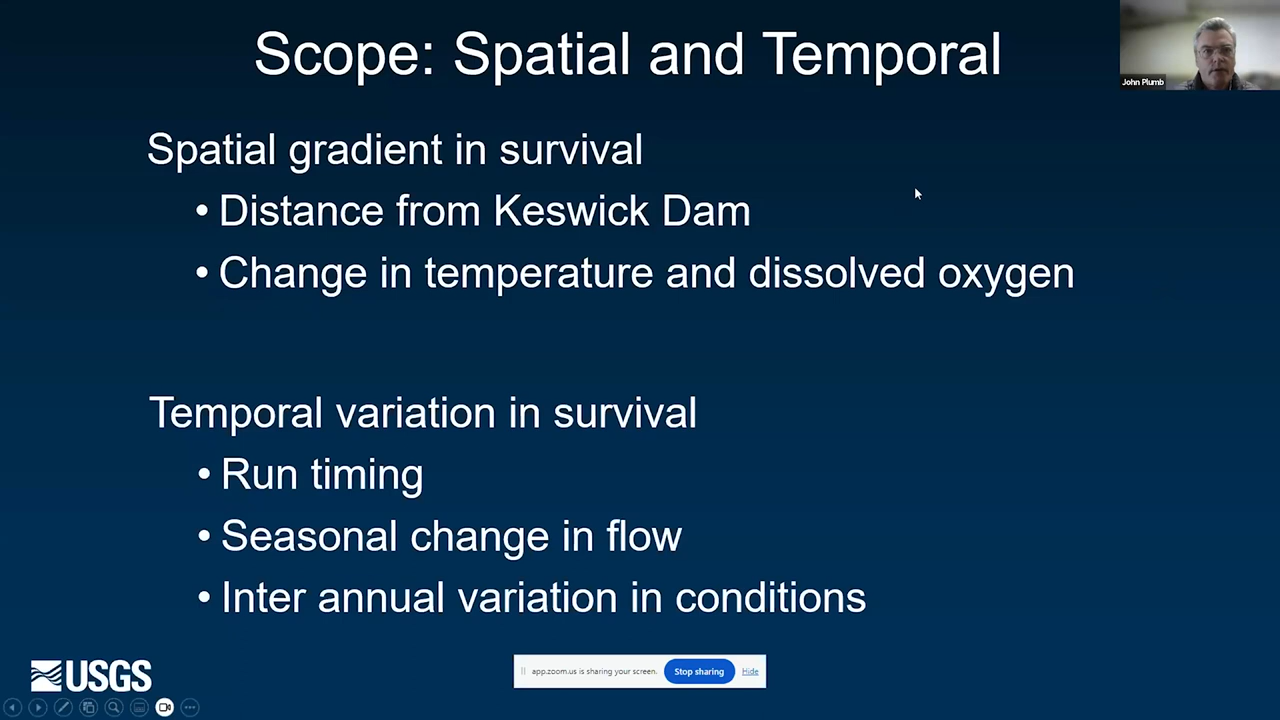 Scope: Spatial and Temporal
John Plumb
Spatial gradient in survival
• Distance from Keswick Dam
• Change in temperature and dissolved oxygen
Temporal variation in survival
• Run timing
• Seasonal change in flow
• Inter annual variation in conditions
USGS
app.zoom.us is sharing your screen.
Stop sharing
Hide